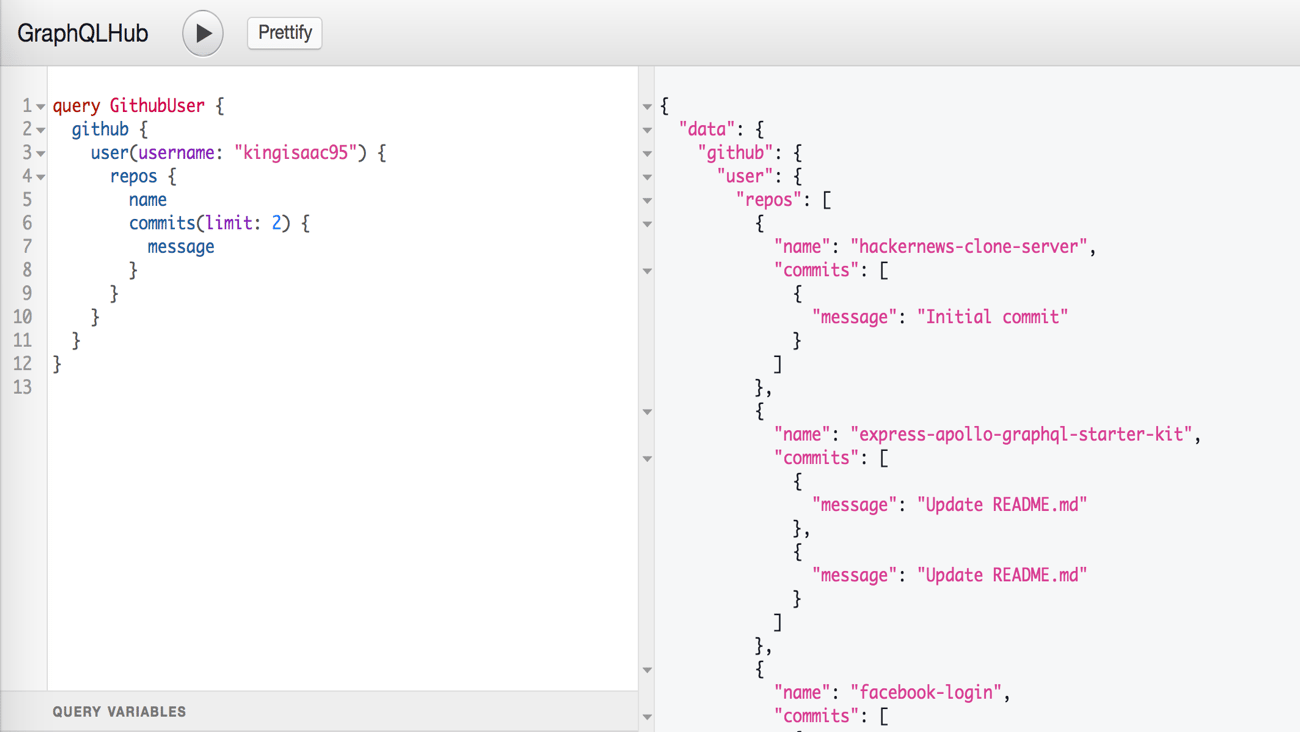 GraphQLHub
Prettify
1 query GithubUser {
2 github {
3 user(username: "kingisaac95") {
4 repos {
5 name
6 commits(limit: 2) {
7 message
8 }
9 }
10 }
11 }
12 }
13
QUERY VARIABLES
{
"data": {
"github": {
"user": {
"repos": [
{
"name": "hackernews-clone-server",
"commits": [
{
"message": "Initial commit"
}
]
},
{
"name": "express-apollo-graphql-starter-kit",
"commits": [
{
"message": "Update README.md"
},
{
"message": "Update README.md"
}
]
},
{
"name": "facebook-login",
"commits": [